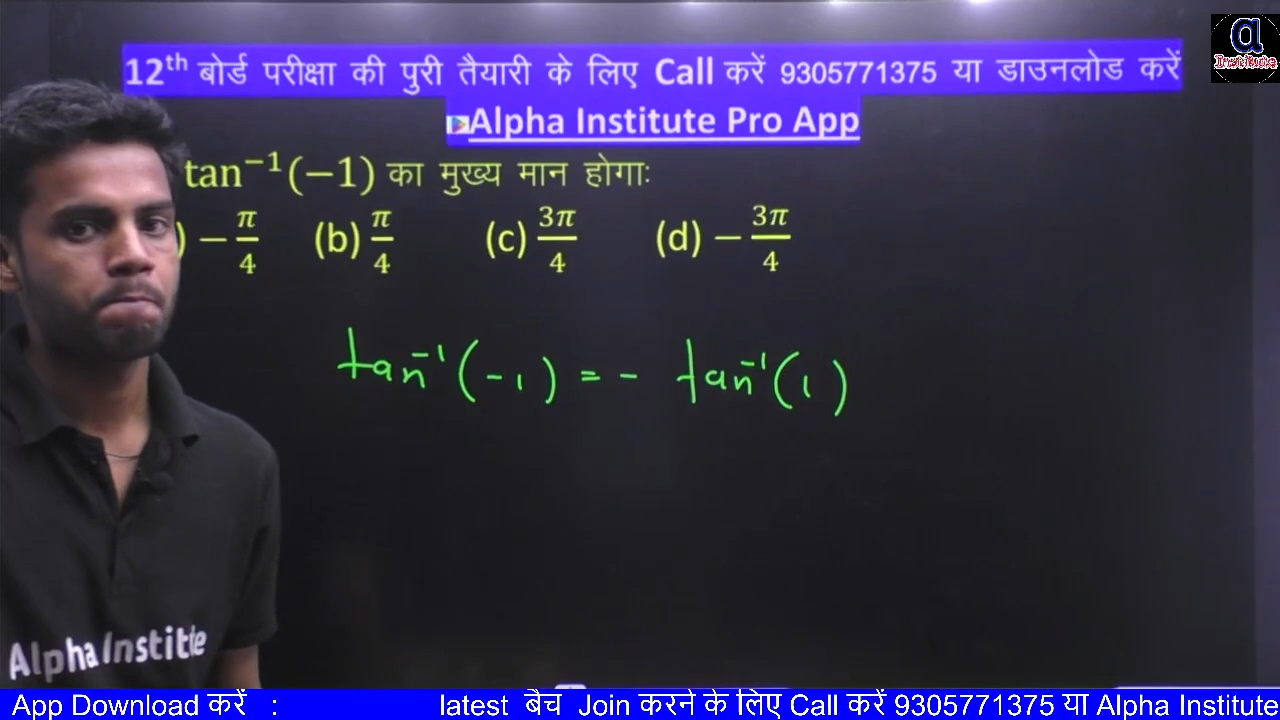 α
Institute
12ᵗʰ बोर्ड परीक्षा की पुरी तैयारी के लिए Call करें 9305771375 या डाउनलोड करें
Alpha Institute Pro App
tan⁻¹(−1) का मुख्य मान होगाः
) −π/4 (b) π/4 (c) 3π/4 (d) −3π/4
tan⁻¹(-1) = - tan⁻¹(1)
Alpha Institute
App Download करें : latest बैच Join करने के लिए Call करें 9305771375 या Alpha Institute